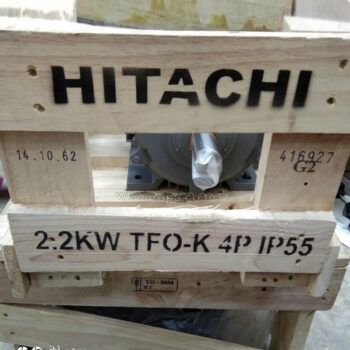 HITACHI
14.10.62
416927
G2
2.2KW TFO-K 4P IP55